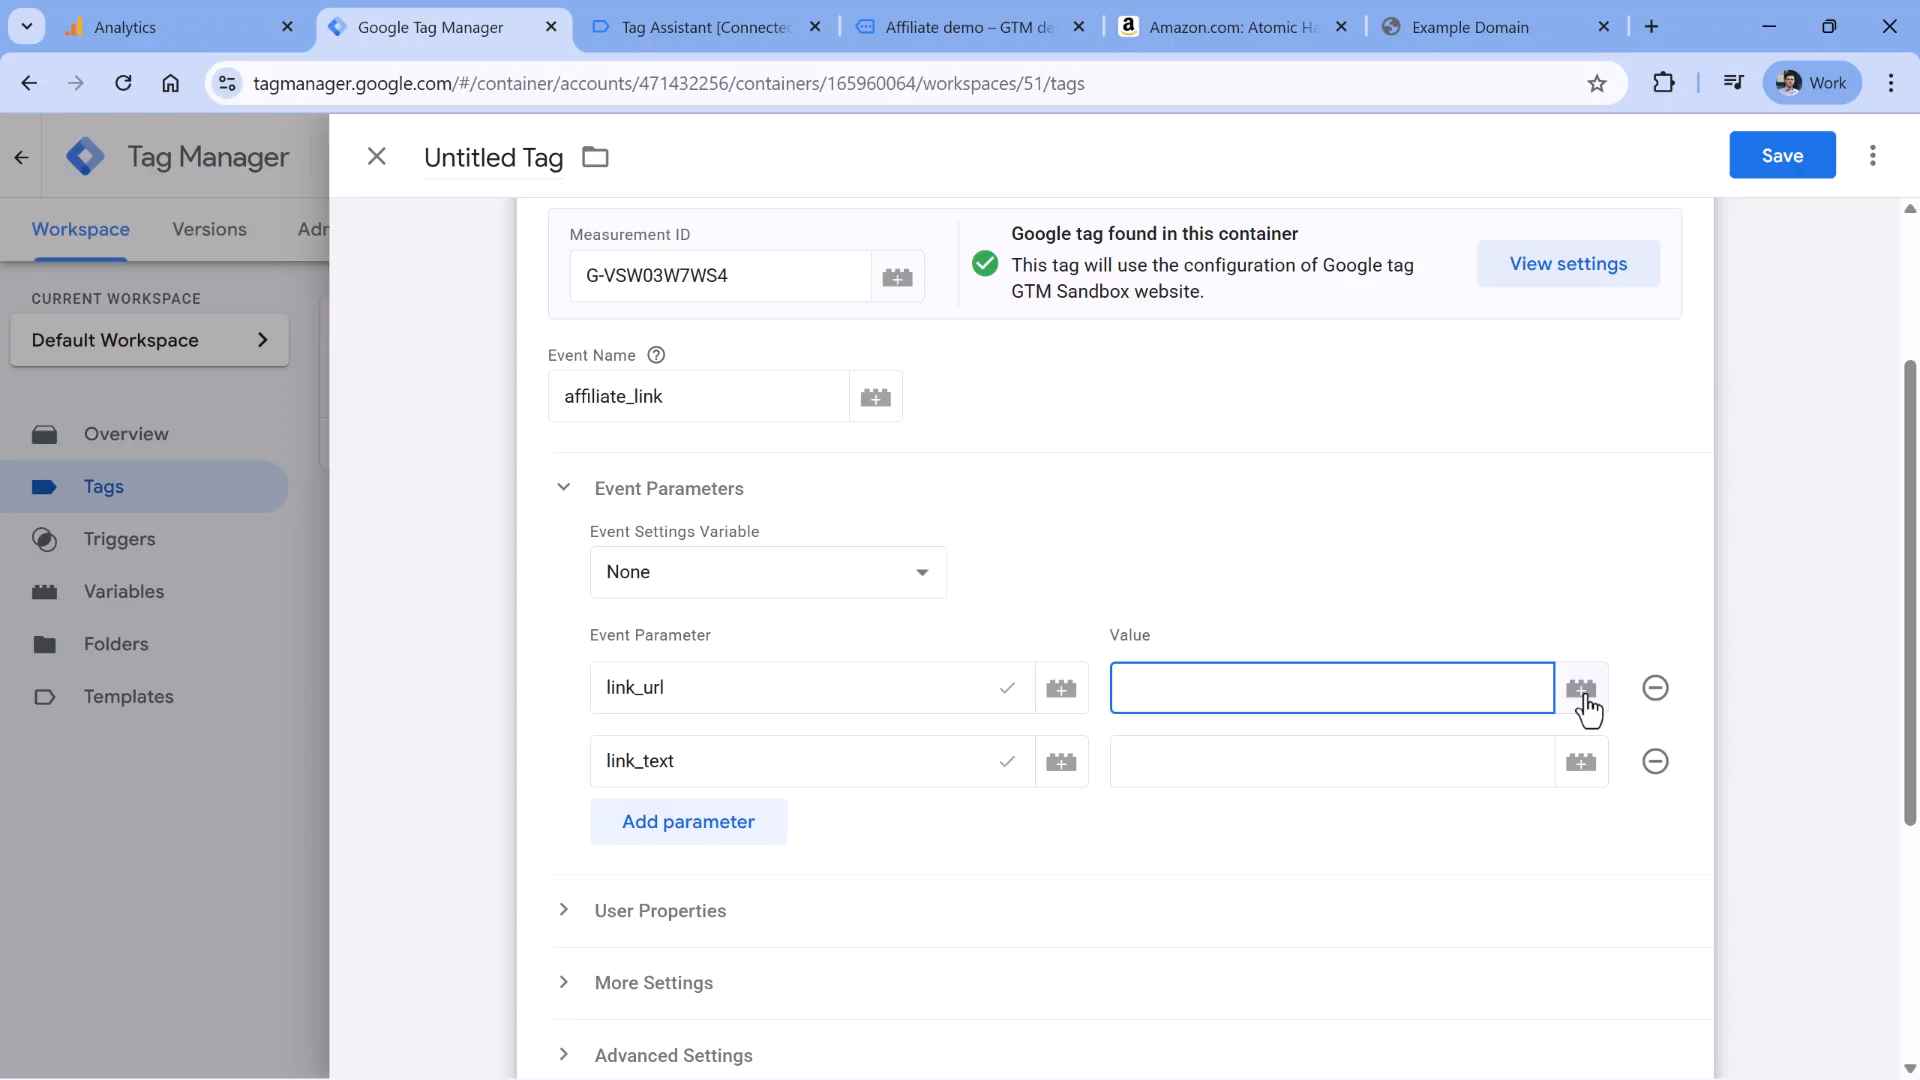 Analytics
Google Tag Manager
Tag Assistant [Connected
Affiliate demo – GTM de
Amazon.com: Atomic Ha
Example Domain
tagmanager.google.com/#/container/accounts/471432256/containers/165960064/workspaces/51/tags
Work
Tag Manager
Untitled Tag
Save
Workspace
Versions
Adm
CURRENT WORKSPACE
Default Workspace
Overview
Tags
Triggers
Variables
Folders
Templates
Measurement ID
G-VSW03W7WS4
Google tag found in this container
This tag will use the configuration of Google tag
GTM Sandbox website.
View settings
Event Name
affiliate_link
Event Parameters
Event Settings Variable
None
Event Parameter
Value
link_url
link_text
Add parameter
User Properties
More Settings
Advanced Settings